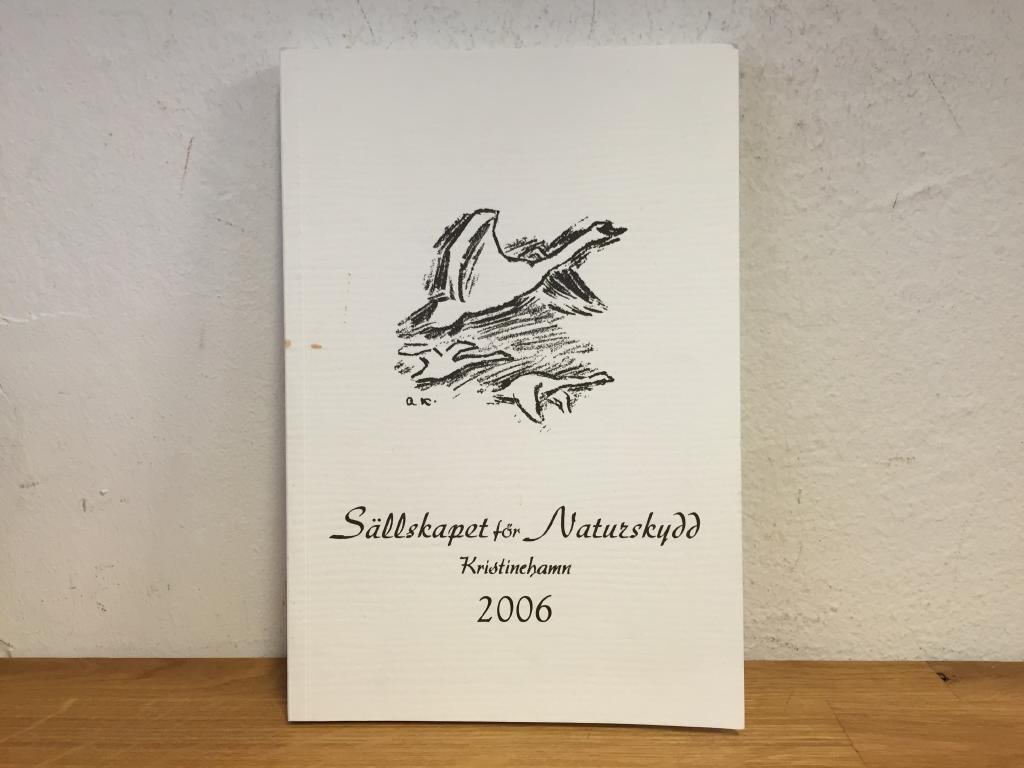 a K.
Sällskapet för Naturskydd
Kristinehamn
2006